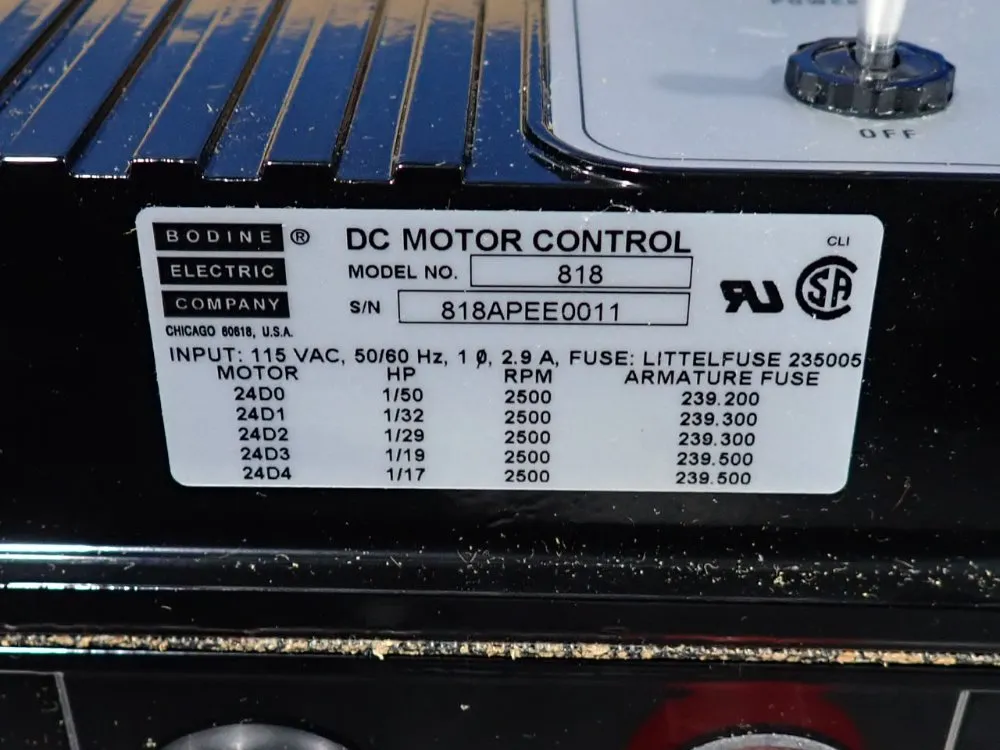 POWER
OFF
BODINE ®
ELECTRIC
COMPANY
CHICAGO 60618, U.S.A.
DC MOTOR CONTROL
MODEL NO. 818
S/N 818APEE0011
CLI
RU
SA
INPUT: 115 VAC, 50/60 Hz, 1 Ø, 2.9 A, FUSE: LITTELFUSE 235005
MOTOR HP RPM ARMATURE FUSE
24D0 1/50 2500 239.200
24D1 1/32 2500 239.300
24D2 1/29 2500 239.300
24D3 1/19 2500 239.500
24D4 1/17 2500 239.500